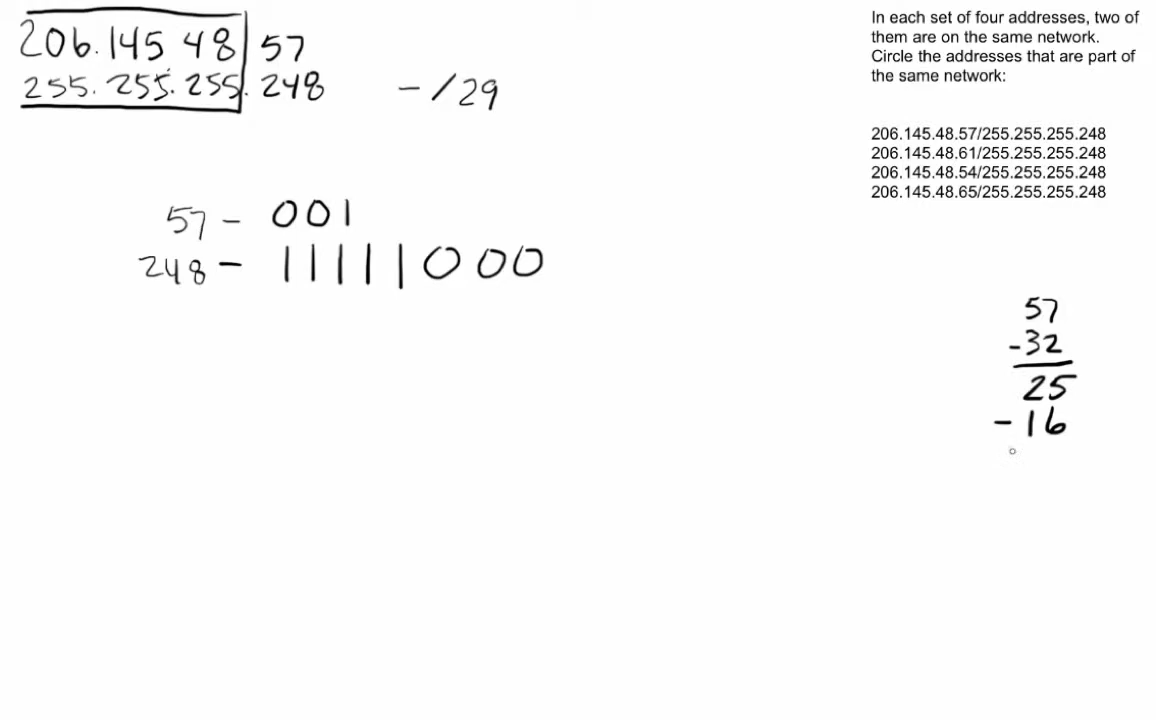 206.145 48 57
255.255.255.248 - /29
57 - 001
248 - 11111000
In each set of four addresses, two of
them are on the same network.
Circle the addresses that are part of
the same network:
206.145.48.57/255.255.255.248
206.145.48.61/255.255.255.248
206.145.48.54/255.255.255.248
206.145.48.65/255.255.255.248
57
-32
25
-16